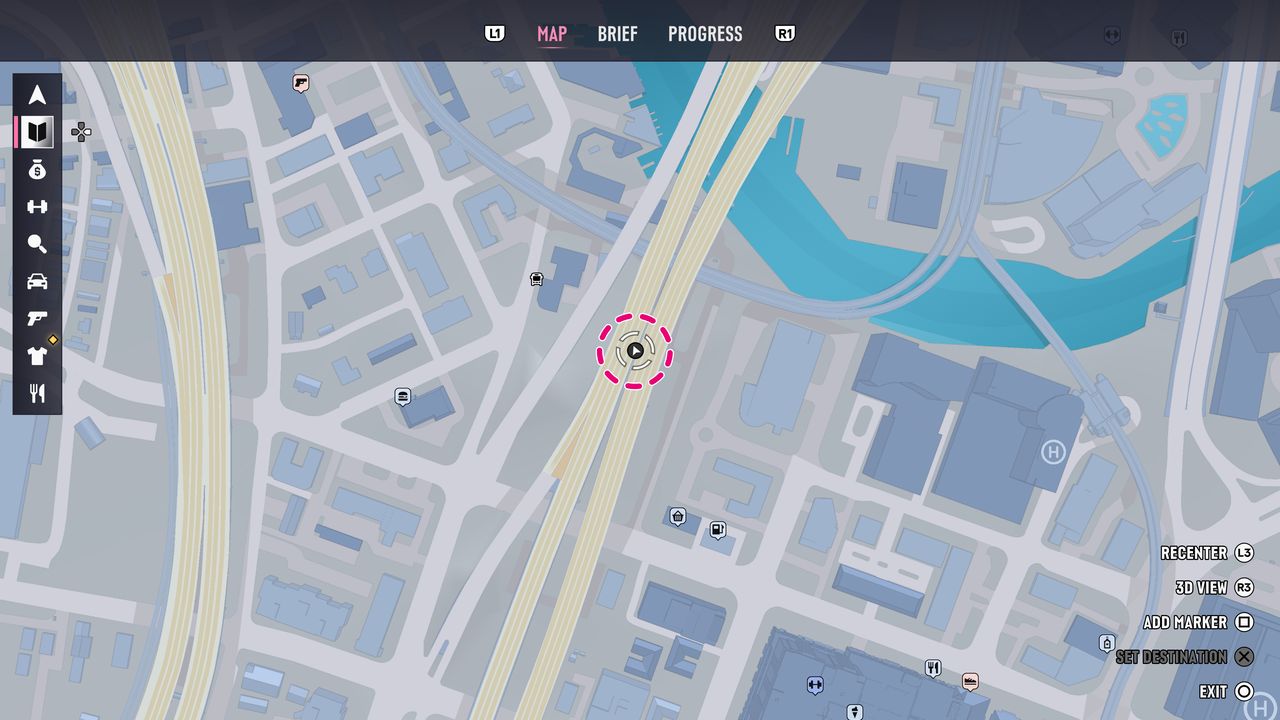 L1 MAP BRIEF PROGRESS R1
H
RECENTER L3
3D VIEW R3
ADD MARKER
SET DESTINATION
EXIT
H